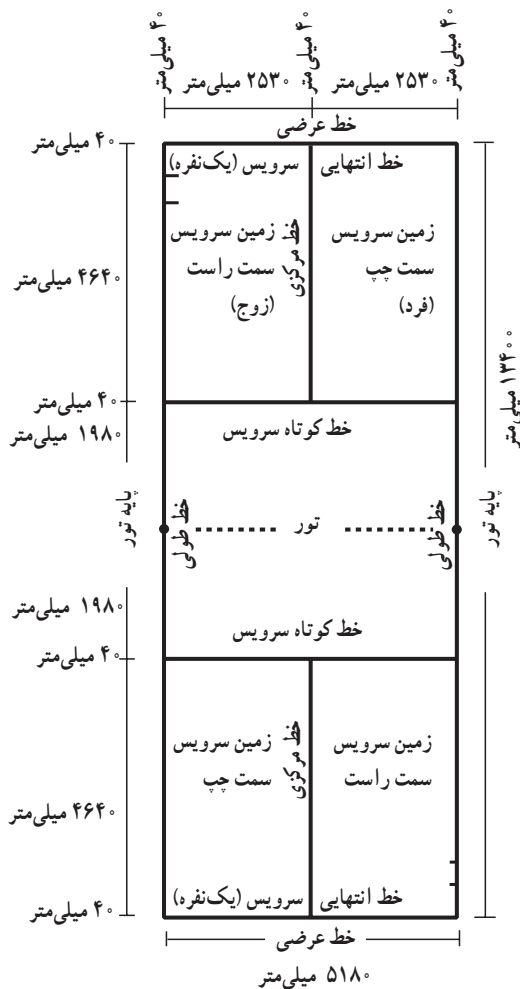 ۴۰ میلی‌متر
۴۰ میلی‌متر
۴۰ میلی‌متر
۲۵۳۰ میلی‌متر
۲۵۳۰ میلی‌متر
خط عرضی
۴۰ میلی‌متر
خط انتهایی سرویس (یک‌نفره)
زمین سرویس
سمت چپ
(فرد)
خط مرکزی
زمین سرویس
سمت راست
(زوج)
۴۶۴۰ میلی‌متر
۱۳۴۰۰ میلی‌متر
۴۰ میلی‌متر
۱۹۸۰ میلی‌متر
خط کوتاه سرویس
پایه تور
خط طولی
تور
خط طولی
پایه تور
۱۹۸۰ میلی‌متر
خط کوتاه سرویس
۴۰ میلی‌متر
زمین سرویس
سمت راست
خط مرکزی
زمین سرویس
سمت چپ
۴۶۴۰ میلی‌متر
خط انتهایی سرویس (یک‌نفره)
۴۰ میلی‌متر
خط عرضی
۵۱۸۰ میلی‌متر